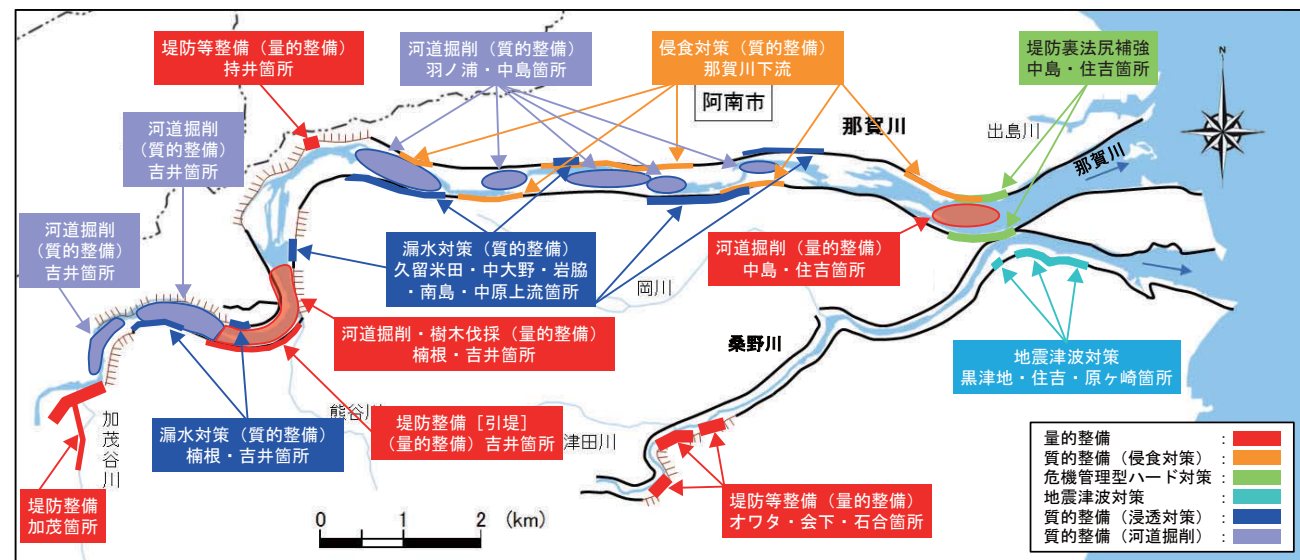 堤防等整備（量的整備）
持井箇所
河道掘削（質的整備）
羽ノ浦・中島箇所
侵食対策（質的整備）
那賀川下流
堤防裏法尻補強
中島・住吉箇所
N
阿南市
那賀川
出島川
那賀川
河道掘削
（質的整備）
吉井箇所
河道掘削
（質的整備）
吉井箇所
漏水対策（質的整備）
久留米田・中大野・岩脇
・南島・中原上流箇所
河道掘削（量的整備）
中島・住吉箇所
岡川
河道掘削・樹木伐採（量的整備）
楠根・吉井箇所
桑野川
地震津波対策
黒津地・住吉・原ヶ崎箇所
熊谷川
堤防整備［引堤］
（量的整備）吉井箇所
津田川
加茂谷川
漏水対策（質的整備）
楠根・吉井箇所
堤防整備
加茂箇所
堤防等整備（量的整備）
オワタ・会下・石合箇所
0 1 2 （km）
量的整備 ：
質的整備（侵食対策） ：
危機管理型ハード対策 ：
地震津波対策 ：
質的整備（浸透対策） ：
質的整備（河道掘削） ：